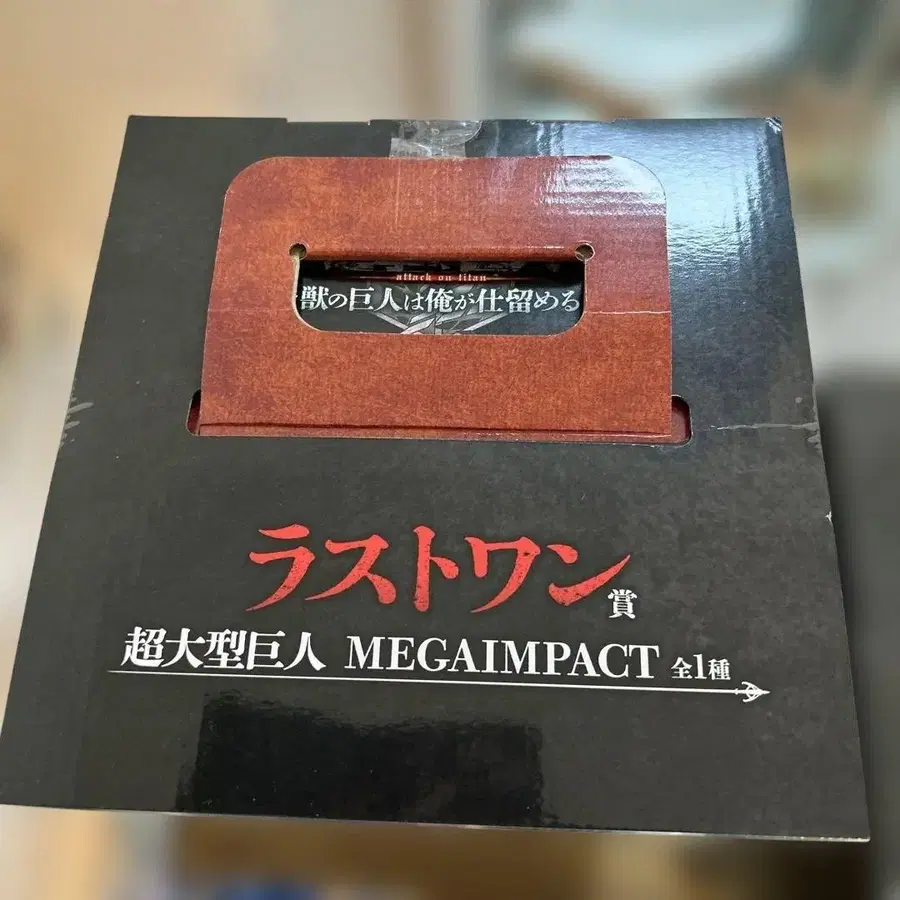 attack on titan
獣の巨人は俺が仕留める
ラストワン賞
超大型巨人 MEGAIMPACT 全1種